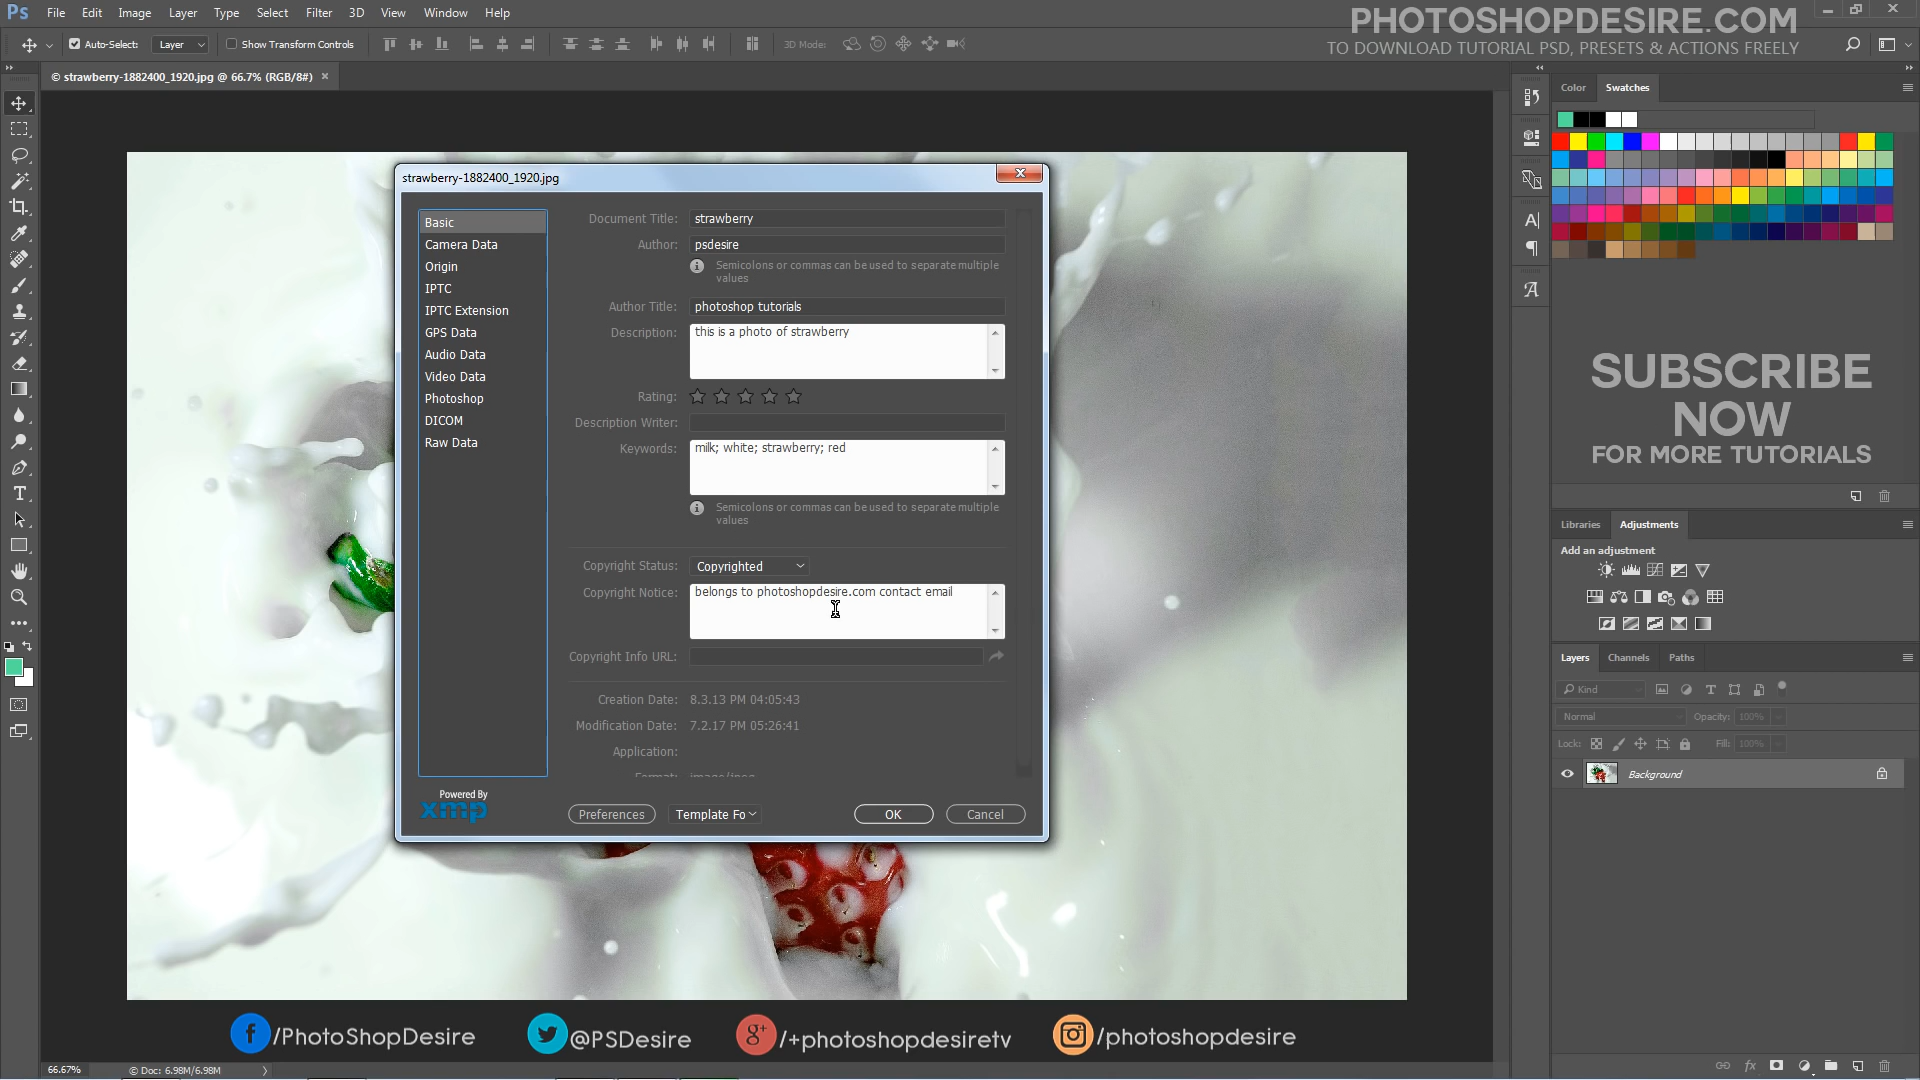 Ps File Edit Image Layer Type Select Filter 3D View Window Help
PHOTOSHOPDESIRE.COM
TO DOWNLOAD TUTORIAL PSD, PRESETS & ACTIONS FREELY
Auto-Select: Layer Show Transform Controls 3D Mode:
© strawberry-1882400_1920.jpg @ 66.7% (RGB/8#) ×
Color Swatches
strawberry-1882400_1920.jpg
Basic
Camera Data
Origin
IPTC
IPTC Extension
GPS Data
Audio Data
Video Data
Photoshop
DICOM
Raw Data
Powered By
xmp
Document Title: strawberry
Author: psdesire
Semicolons or commas can be used to separate multiple
values
Author Title: photoshop tutorials
Description: this is a photo of strawberry
Rating:
Description Writer:
Keywords: milk; white; strawberry; red
Semicolons or commas can be used to separate multiple
values
Copyright Status: Copyrighted
Copyright Notice: belongs to photoshopdesire.com contact email
Copyright Info URL:
Creation Date: 8.3.13 PM 04:05:43
Modification Date: 7.2.17 PM 05:26:41
Application:
Format: image/jpeg
Preferences Template Fo OK Cancel
SUBSCRIBE
NOW
FOR MORE TUTORIALS
Libraries Adjustments
Add an adjustment
Layers Channels Paths
Kind
Normal Opacity: 100%
Lock: Fill: 100%
Background
fx
/PhotoShopDesire @PSDesire /+photoshopdesiretv /photoshopdesire
66.67% © Doc: 6.98M/6.98M